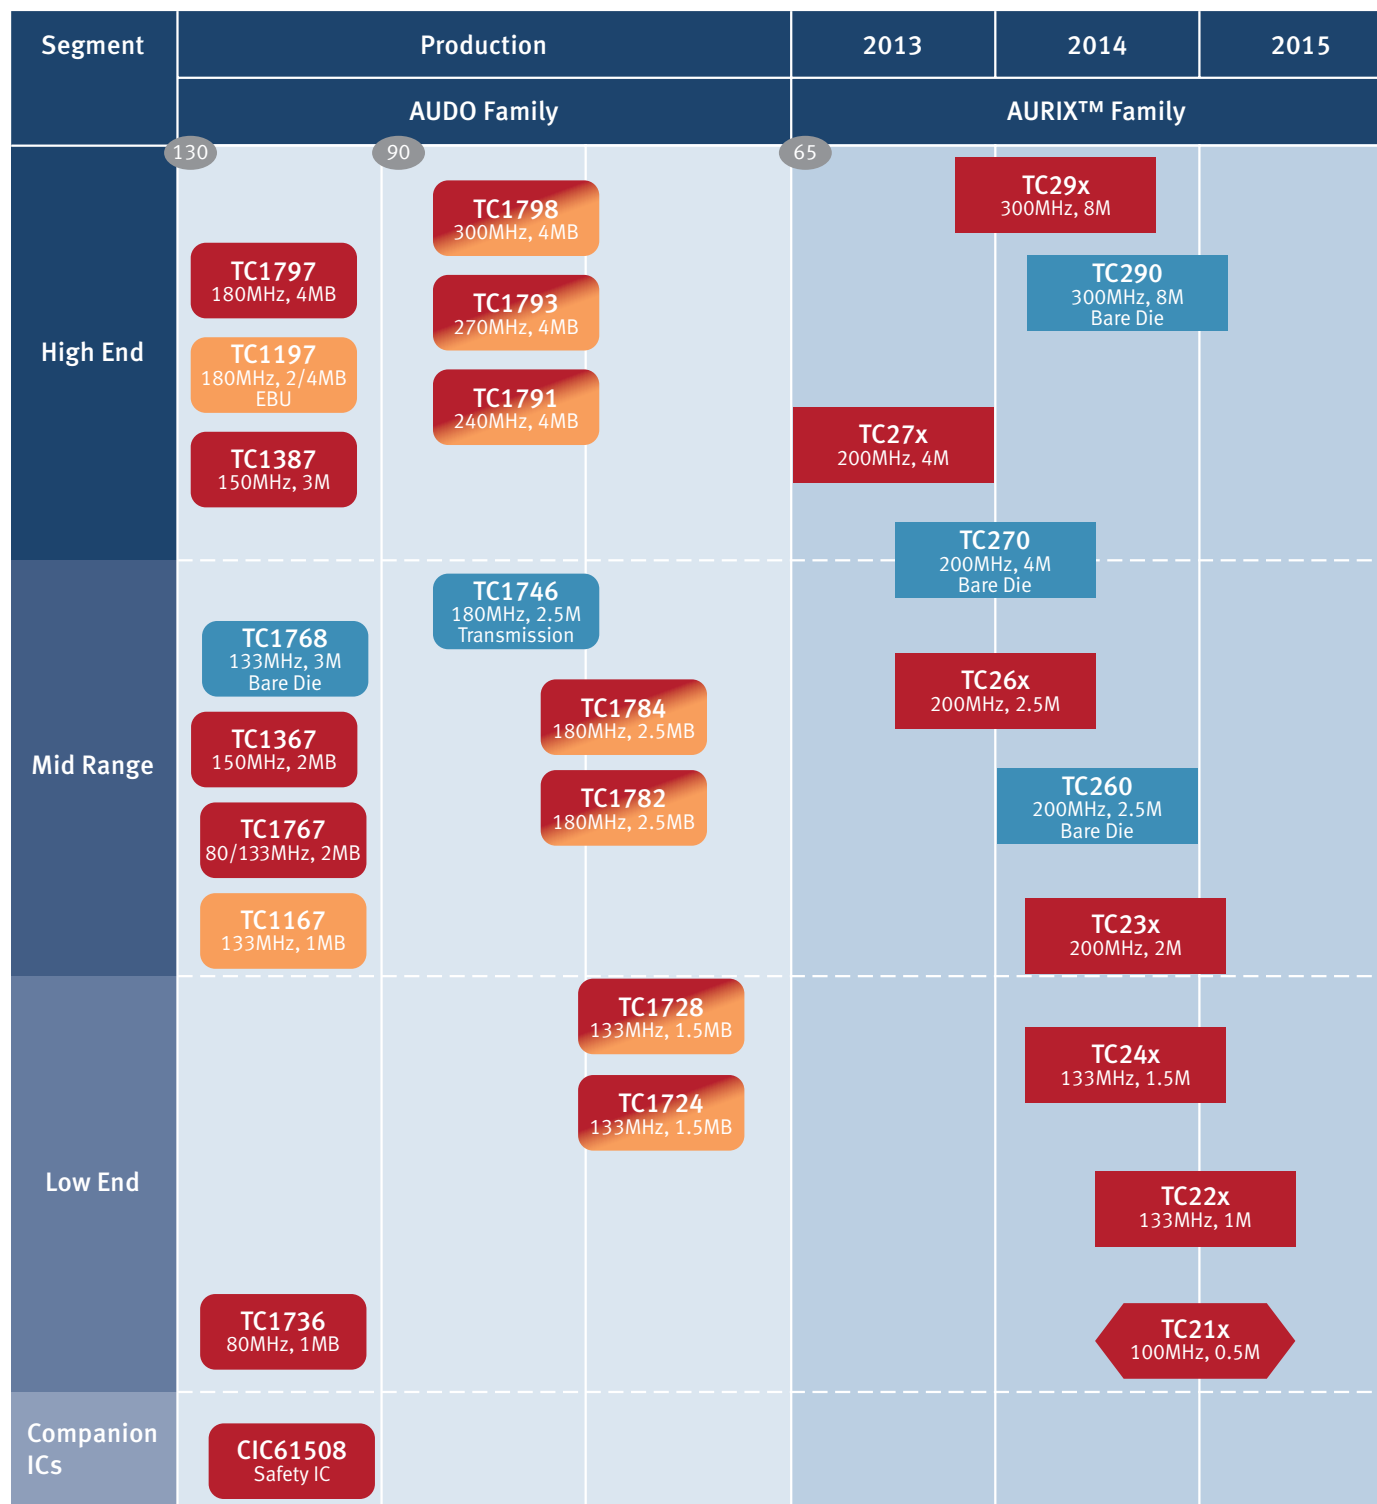 Segment
Production
2013
2014
2015
AUDO Family
AURIX™ Family
130
90
65
High End
TC1797
180MHz, 4MB
TC1197
180MHz, 2/4MB
EBU
TC1387
150MHz, 3M
TC1798
300MHz, 4MB
TC1793
270MHz, 4MB
TC1791
240MHz, 4MB
TC29x
300MHz, 8M
TC290
300MHz, 8M
Bare Die
TC27x
200MHz, 4M
TC270
200MHz, 4M
Bare Die
Mid Range
TC1768
133MHz, 3M
Bare Die
TC1367
150MHz, 2MB
TC1767
80/133MHz, 2MB
TC1167
133MHz, 1MB
TC1746
180MHz, 2.5M
Transmission
TC1784
180MHz, 2.5MB
TC1782
180MHz, 2.5MB
TC26x
200MHz, 2.5M
TC260
200MHz, 2.5M
Bare Die
TC23x
200MHz, 2M
Low End
TC1728
133MHz, 1.5MB
TC1724
133MHz, 1.5MB
TC1736
80MHz, 1MB
TC24x
133MHz, 1.5M
TC22x
133MHz, 1M
TC21x
100MHz, 0.5M
Companion
ICs
CIC61508
Safety IC